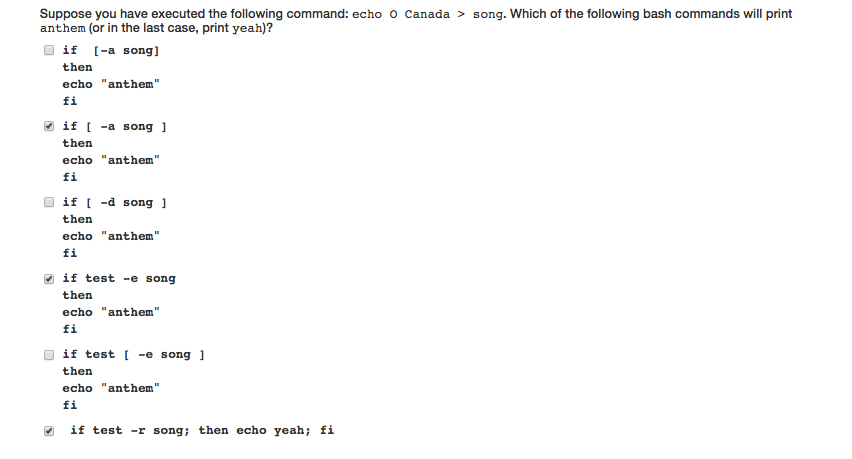 Suppose you have executed the following command: echo O Canada > song. Which of the following bash commands will print
anthem (or in the last case, print yeah)?
if  [-a song]
then
echo "anthem"
fi
if [ -a song ]
then
echo "anthem"
fi
if [ -d song ]
then
echo "anthem"
fi
if test -e song
then
echo "anthem"
fi
if test [ -e song ]
then
echo "anthem"
fi
if test -r song; then echo yeah; fi